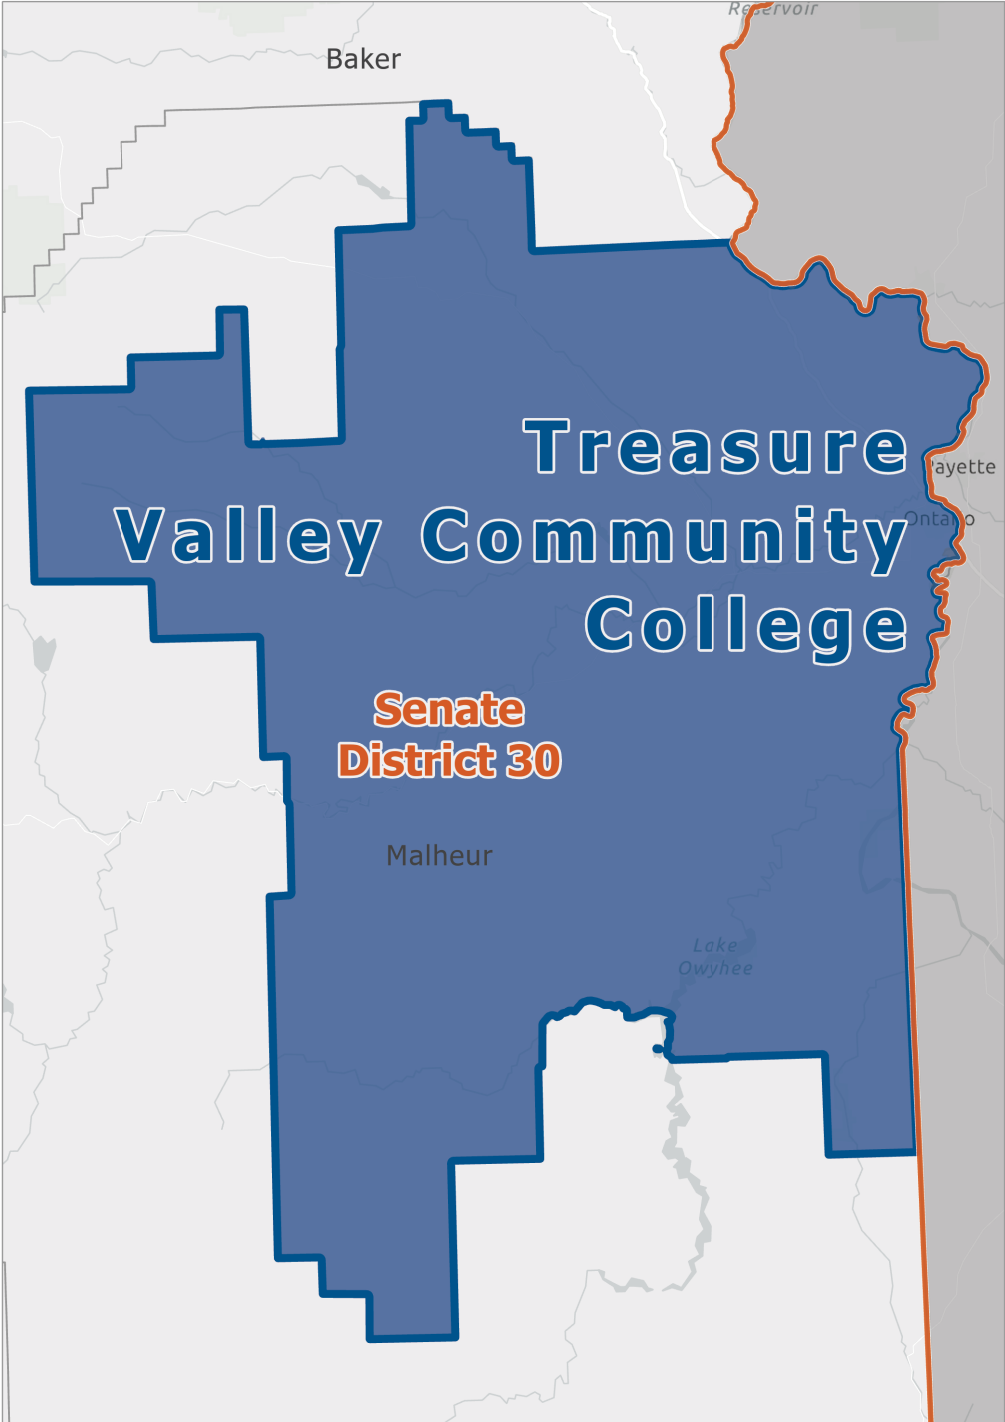 Reservoir
Baker
Treasure
Valley Community
College
Payette
Ontario
Senate
District 30
Malheur
Lake
Owyhee